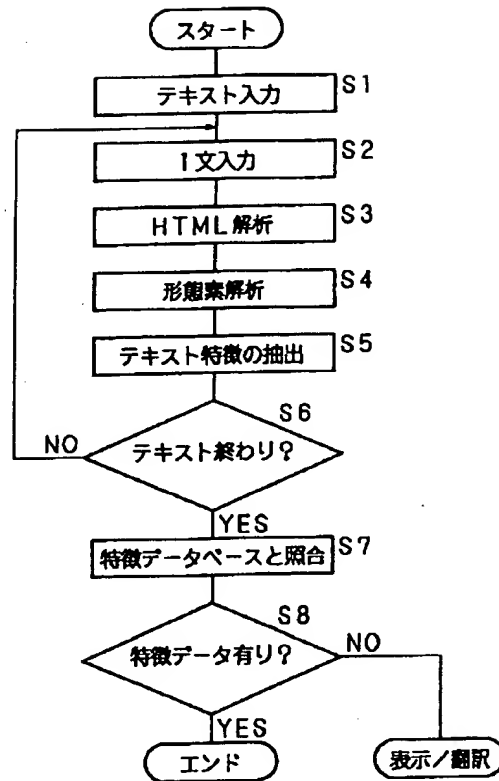 スタート
テキスト入力 S1
1文入力 S2
HTML解析 S3
形態素解析 S4
テキスト特徴の抽出 S5
S6
NO テキスト終わり?
YES
特徴データベースと照合 S7
S8
特徴データ有り? NO
YES
エンド 表示/翻訳